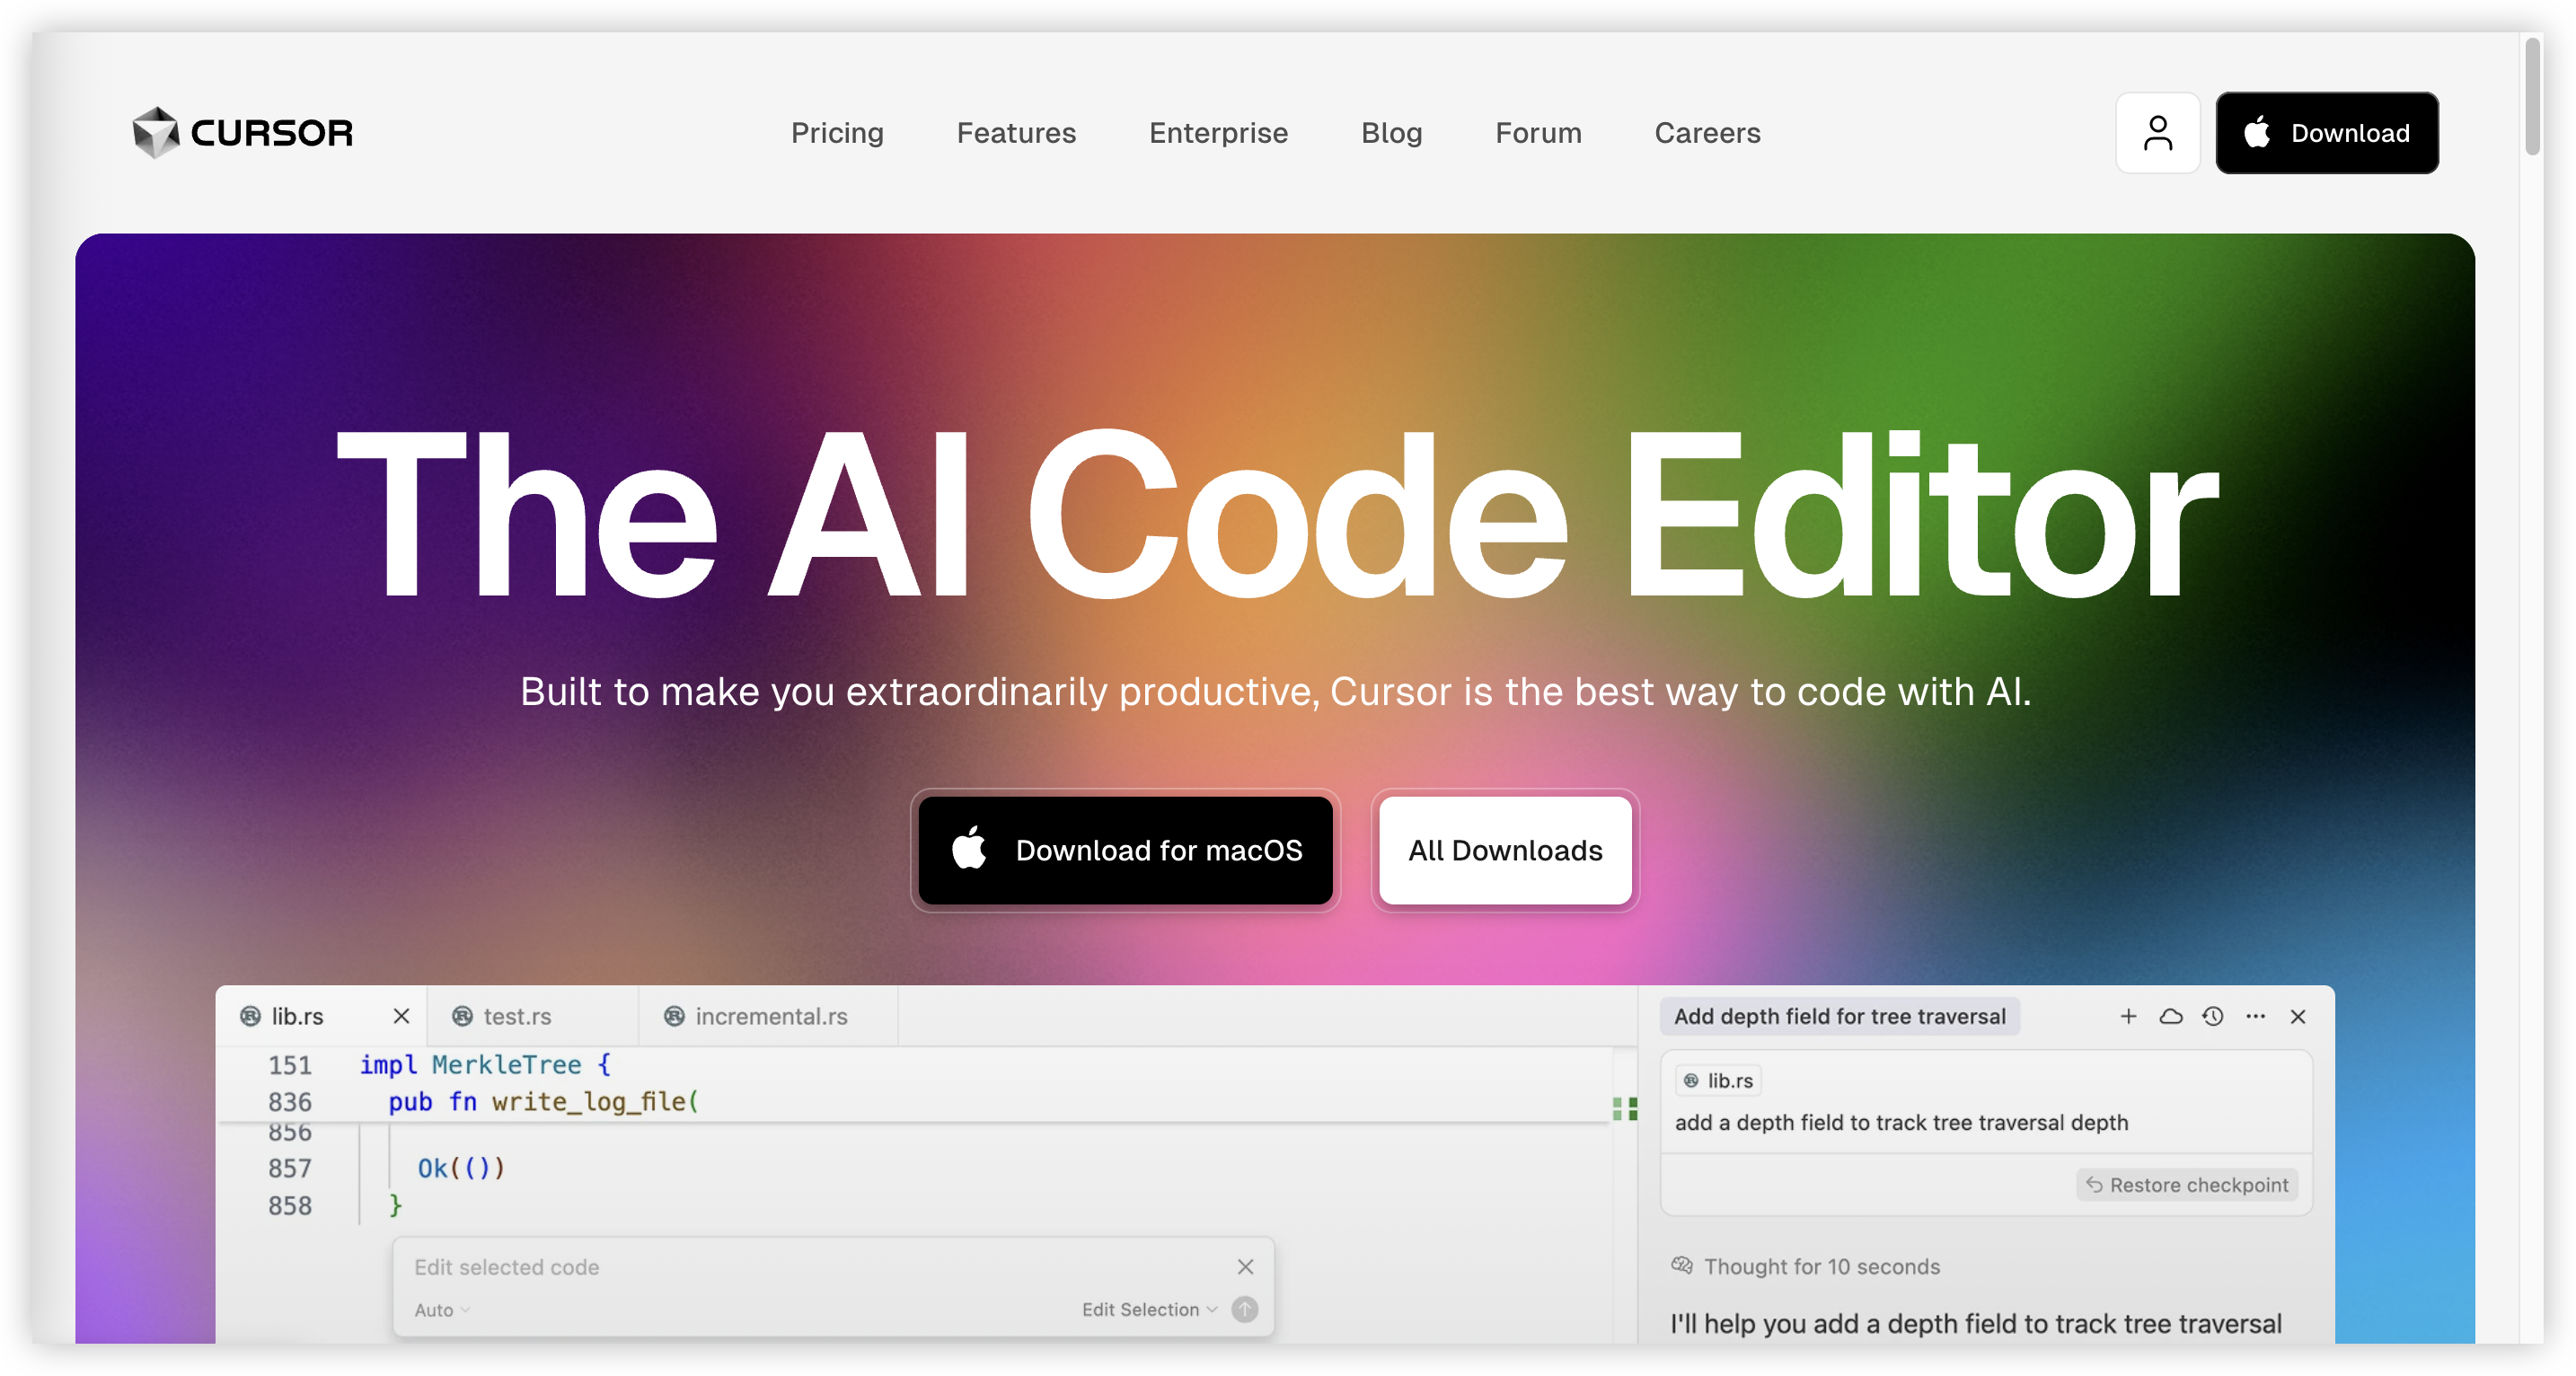 CURSOR
Pricing
Features
Enterprise
Blog
Forum
Careers
Download
The AI Code Editor
Built to make you extraordinarily productive, Cursor is the best way to code with AI.
Download for macOS
All Downloads
lib.rs
test.rs
incremental.rs
151 impl MerkleTree {
836 pub fn write_log_file(
856
857 Ok(())
858 }
Edit selected code
Auto
Edit Selection
Add depth field for tree traversal
lib.rs
add a depth field to track tree traversal depth
Restore checkpoint
Thought for 10 seconds
I'll help you add a depth field to track tree traversal